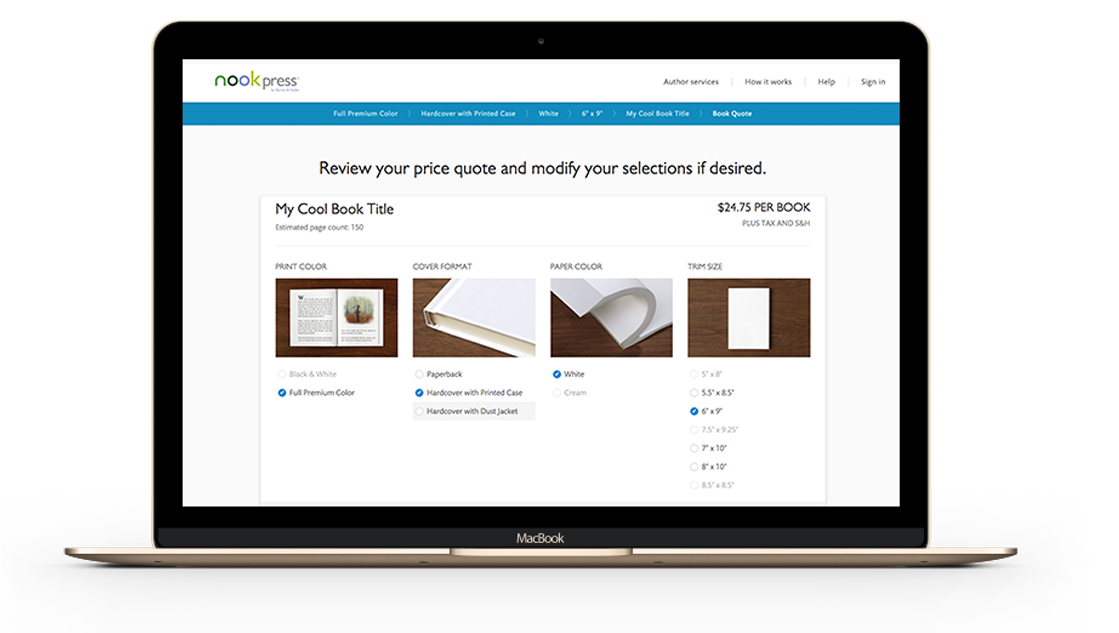 nook press
by Barnes & Noble
Author services
How it works
Help
Sign in
Full Premium Color
Hardcover with Printed Case
White
6" x 9"
My Cool Book Title
Book Quote
Review your price quote and modify your selections if desired.
My Cool Book Title
$24.75 PER BOOK
Estimated page count: 150
PLUS TAX AND S&H
PRINT COLOR
COVER FORMAT
PAPER COLOR
TRIM SIZE
Black & White
Full Premium Color
Paperback
Hardcover with Printed Case
Hardcover with Dust Jacket
White
Cream
5" x 8"
5.5" x 8.5"
6" x 9"
7.5" x 9.25"
7" x 10"
8" x 10"
8.5" x 8.5"
MacBook